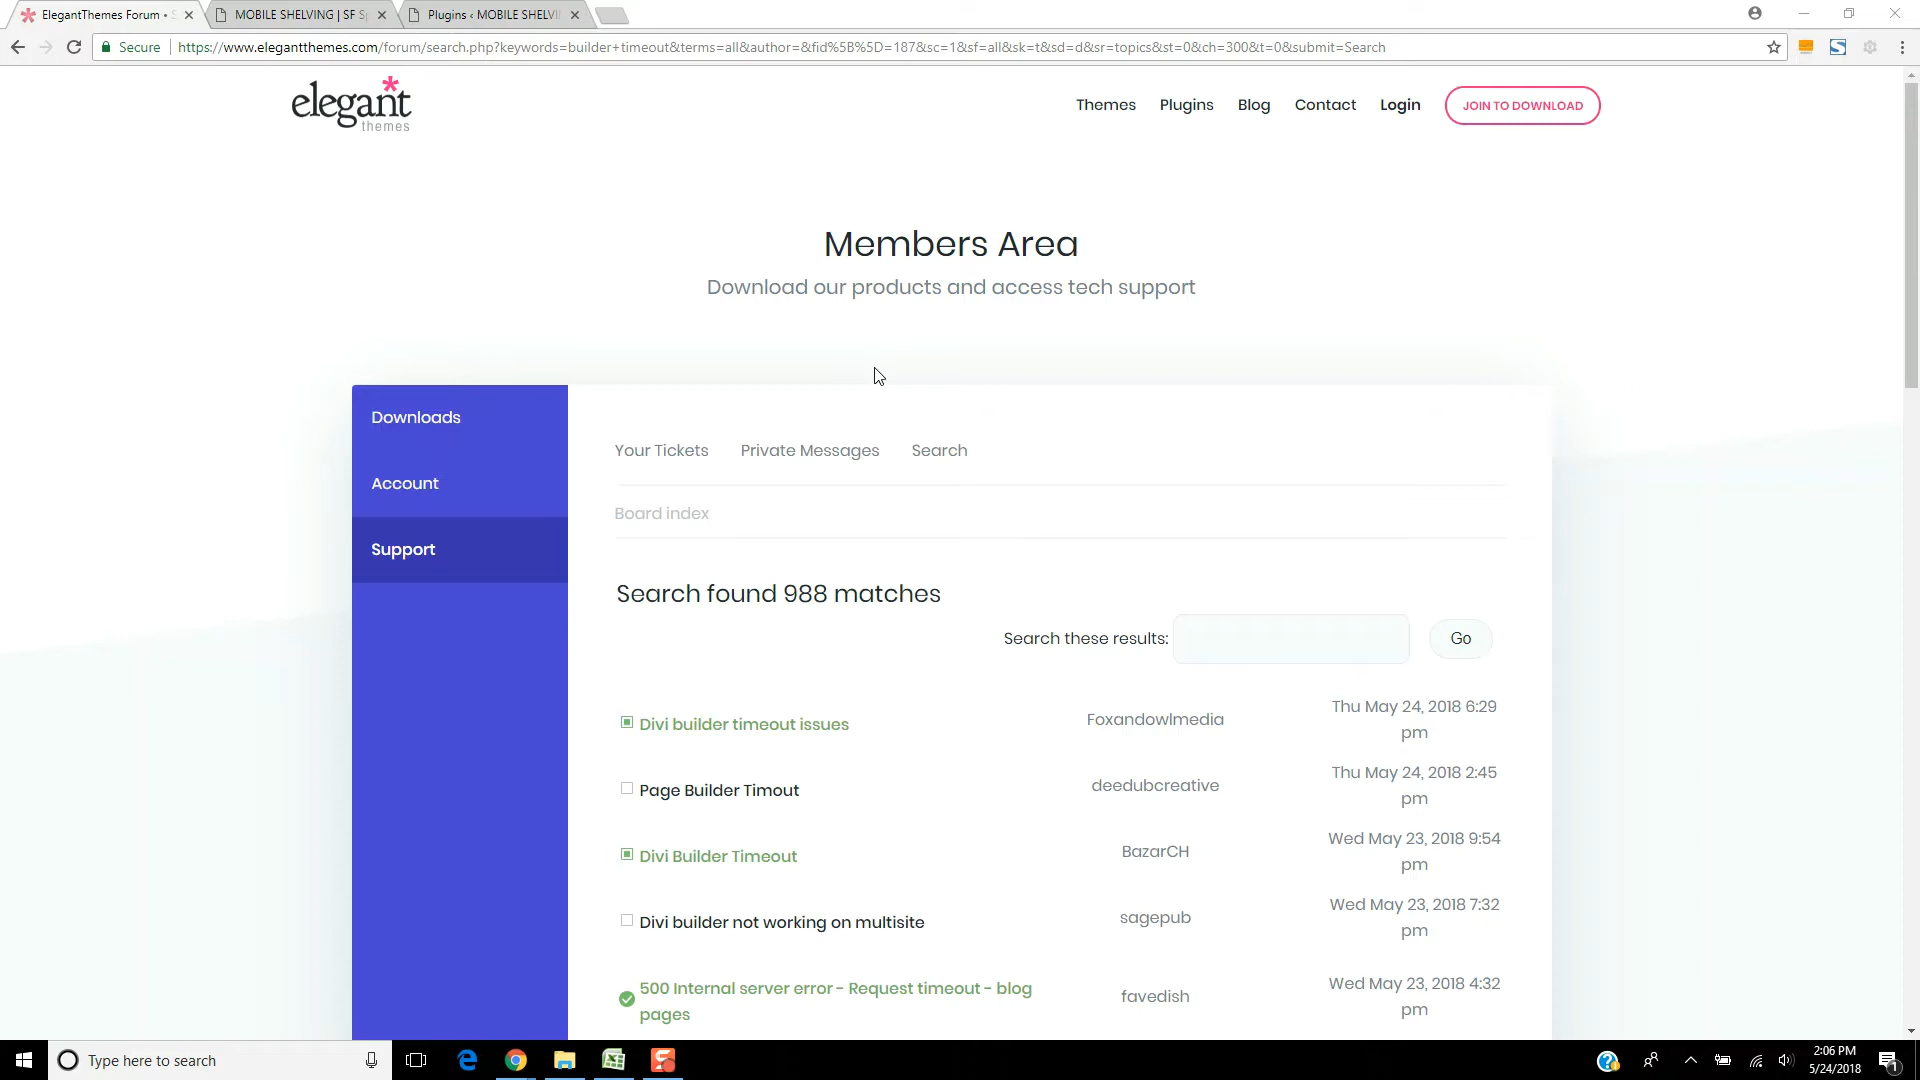 ElegantThemes Forum •
MOBILE SHELVING | SF
Plugins ‹ MOBILE SHELVI
Secure
https://www.elegantthemes.com/forum/search.php?keywords=builder+timeout&terms=all&author=&fid%5B%5D=187&sc=1&sf=all&sk=t&sd=d&sr=topics&st=0&ch=300&t=0&submit=Search
elegant
themes
Themes
Plugins
Blog
Contact
Login
JOIN TO DOWNLOAD
Members Area
Download our products and access tech support
Downloads
Account
Support
Your Tickets
Private Messages
Search
Board index
Search found 988 matches
Search these results:
Go
Divi builder timeout issues
Foxandowlmedia
Thu May 24, 2018 6:29
pm
Page Builder Timout
deedubcreative
Thu May 24, 2018 2:45
pm
Divi Builder Timeout
BazarCH
Wed May 23, 2018 9:54
pm
Divi builder not working on multisite
sagepub
Wed May 23, 2018 7:32
pm
500 Internal server error - Request timeout - blog
pages
favedish
Wed May 23, 2018 4:32
pm
Type here to search
2:06 PM
5/24/2018
1